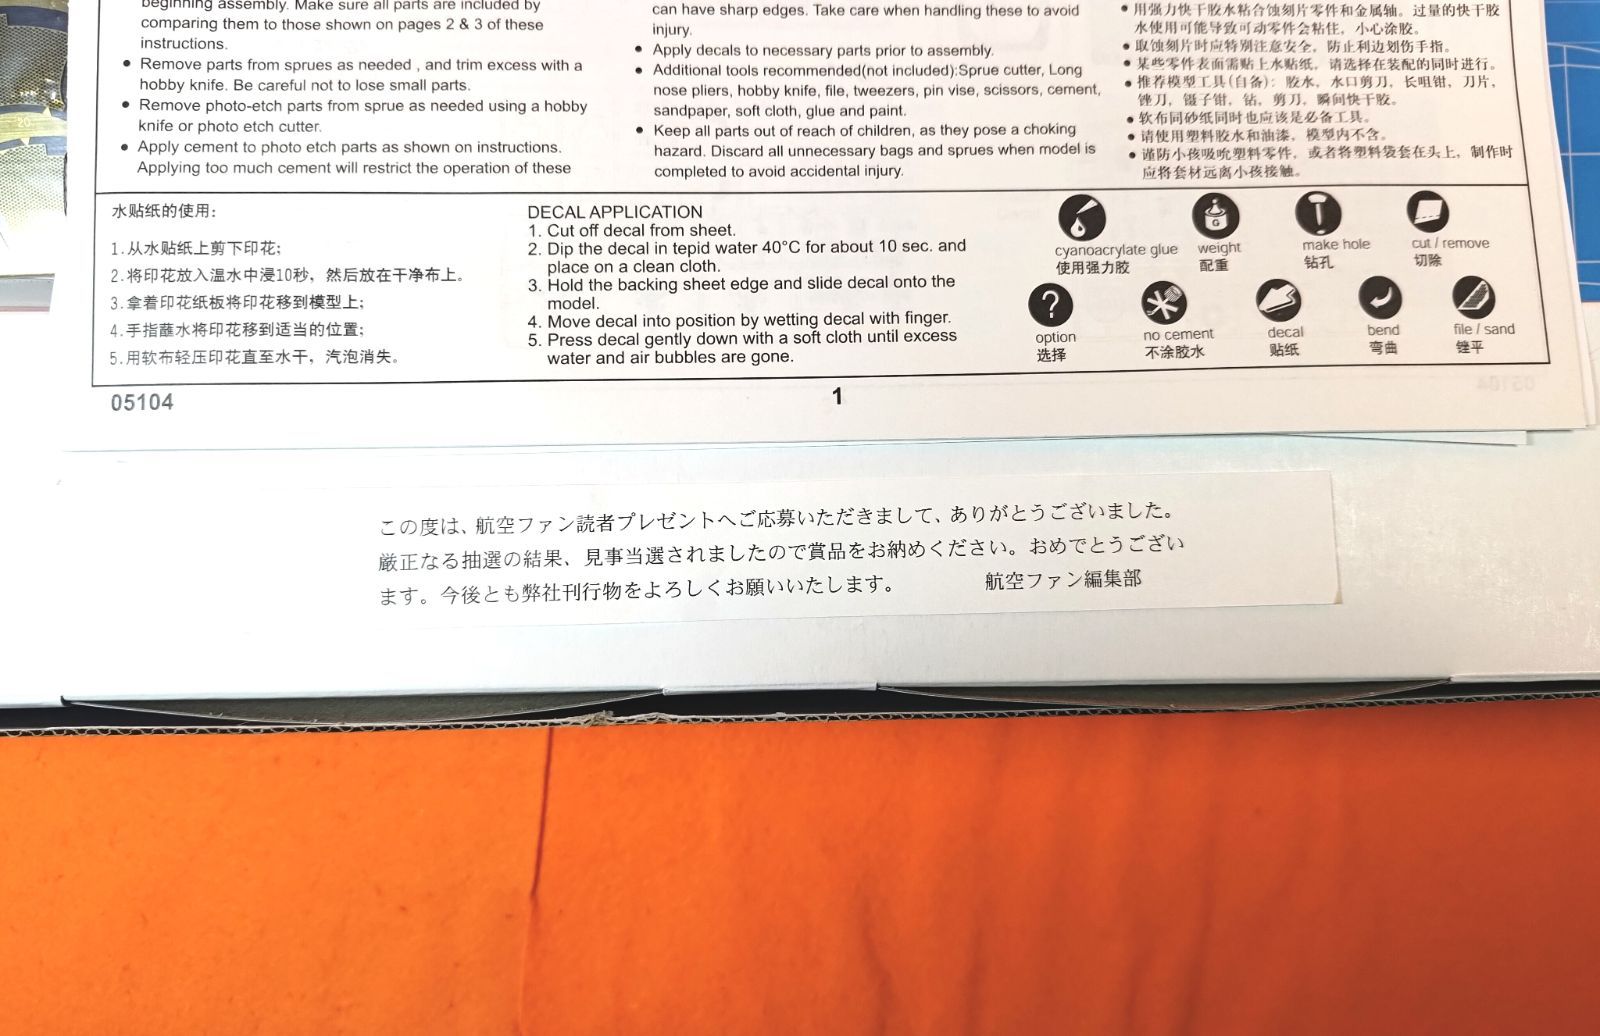 beginning assembly. Make sure all parts are included by
comparing them to those shown on pages 2 & 3 of these
instructions.
● Remove parts from sprues as needed , and trim excess with a
hobby knife. Be careful not to lose small parts.
● Remove photo-etch parts from sprue as needed using a hobby
knife or photo etch cutter.
● Apply cement to photo etch parts as shown on instructions.
Applying too much cement will restrict the operation of these
can have sharp edges. Take care when handling these to avoid
injury.
● Apply decals to necessary parts prior to assembly.
● Additional tools recommended(not included):Sprue cutter, Long
nose pliers, hobby knife, file, tweezers, pin vise, scissors, cement,
sandpaper, soft cloth, glue and paint.
● Keep all parts out of reach of children, as they pose a choking
hazard. Discard all unnecessary bags and sprues when model is
completed to avoid accidental injury.
● 用强力快干胶水粘合蚀刻片零件和金属轴。过量的快干胶
水使用可能导致可动零件会粘住，小心涂胶。
● 取蚀刻片时应特别注意安全，防止利边划伤手指。
● 某些零件表面需贴上水贴纸，请选择在装配的同时进行。
● 推荐模型工具(自备)：胶水，水口剪刀，长咀钳，刀片，
锉刀，镊子钳，钻，剪刀，瞬间快干胶。
● 软布同砂纸同时也应该是必备工具。
● 请使用塑料胶水和油漆，模型内不含。
● 谨防小孩吸吮塑料零件，或者将塑料袋套在头上，制作时
应将套材远离小孩接触。
水贴纸的使用：
1.从水贴纸上剪下印花；
2.将印花放入温水中浸10秒，然后放在干净布上。
3.拿着印花纸板将印花移到模型上；
4.手指蘸水将印花移到适当的位置；
5.用软布轻压印花直至水干，汽泡消失。
DECAL APPLICATION
1. Cut off decal from sheet.
2. Dip the decal in tepid water 40°C for about 10 sec. and
place on a clean cloth.
3. Hold the backing sheet edge and slide decal onto the
model.
4. Move decal into position by wetting decal with finger.
5. Press decal gently down with a soft cloth until excess
water and air bubbles are gone.
G
cyanoacrylate glue weight make hole cut / remove
使用强力胶 配重 钻孔 切除
?
option no cement decal bend file / sand
选择 不涂胶水 贴纸 弯曲 锉平
05104
1
この度は、航空ファン読者プレゼントへご応募いただきまして、ありがとうございました。
厳正なる抽選の結果、見事当選されましたので賞品をお納めください。おめでとうござい
ます。今後とも弊社刊行物をよろしくお願いいたします。 航空ファン編集部